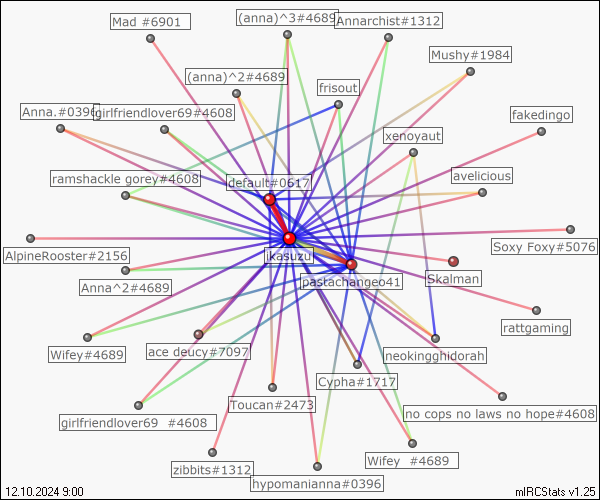 (anna)^3#4689
Mad #6901
Annarchist#1312
Mushy#1984
(anna)^2#4689
frisout
Anna.#0396
girlfriendlover69#4608
fakedingo
xenoyaut
ramshackle gorey#4608
default#0617
avelicious
Soxy Foxy#5076
AlpineRooster#2156
jkasuzu
Skalman
Anna^2#4689
pastachangeo41
rattgaming
Wifey#4689
ace deucy#7097
neokingghidorah
Cypha#1717
Toucan#2473
no cops no laws no hope#4608
girlfriendlover69  #4608
Wifey  #4689
zibbits#1312
hypomanianna#0396
12.10.2024 9:00
mIRCStats v1.25